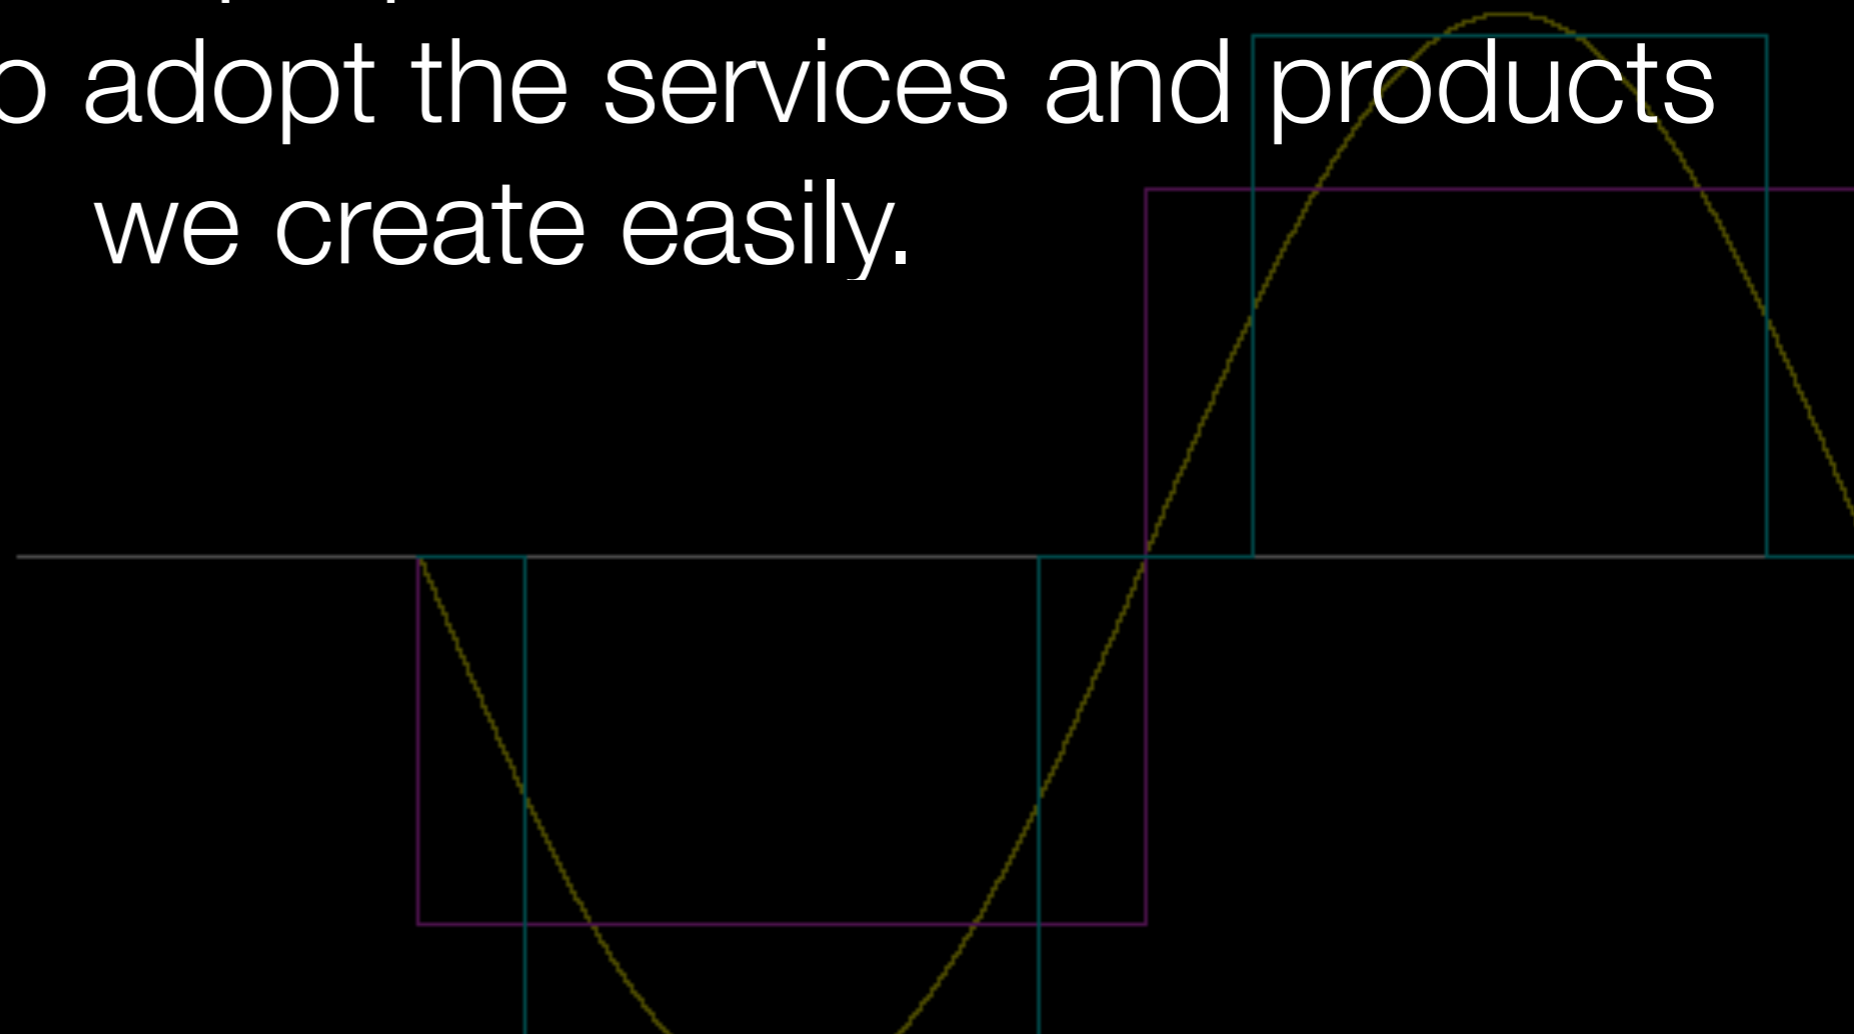 adopt the services and products
we create easily.